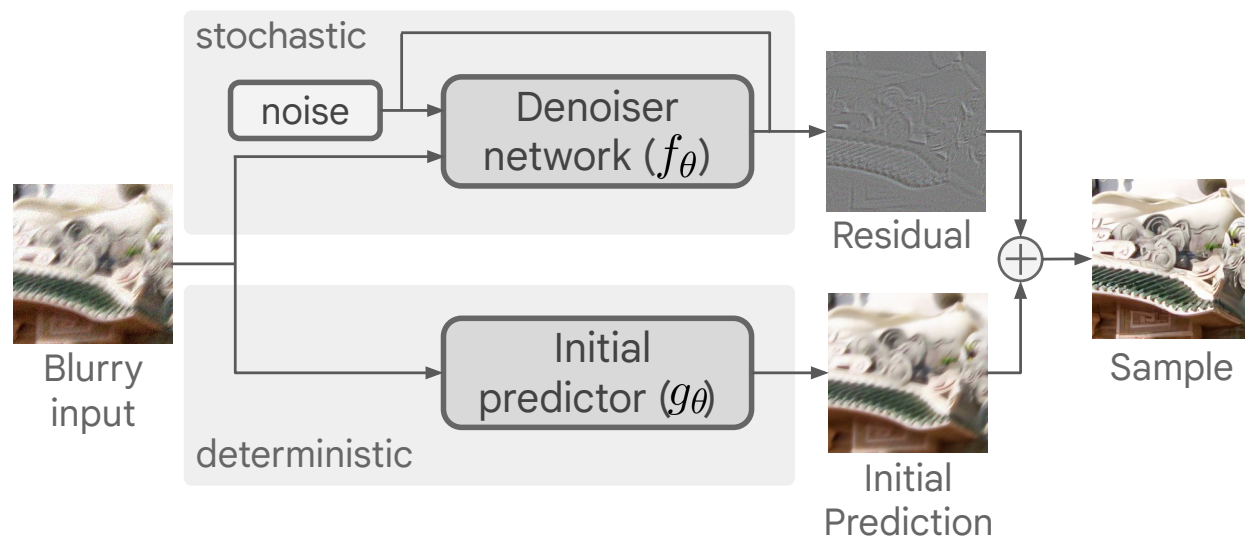 stochastic
noise
Denoiser
network (fθ)
Residual
Blurry
input
Initial
predictor (gθ)
deterministic
Initial
Prediction
Sample